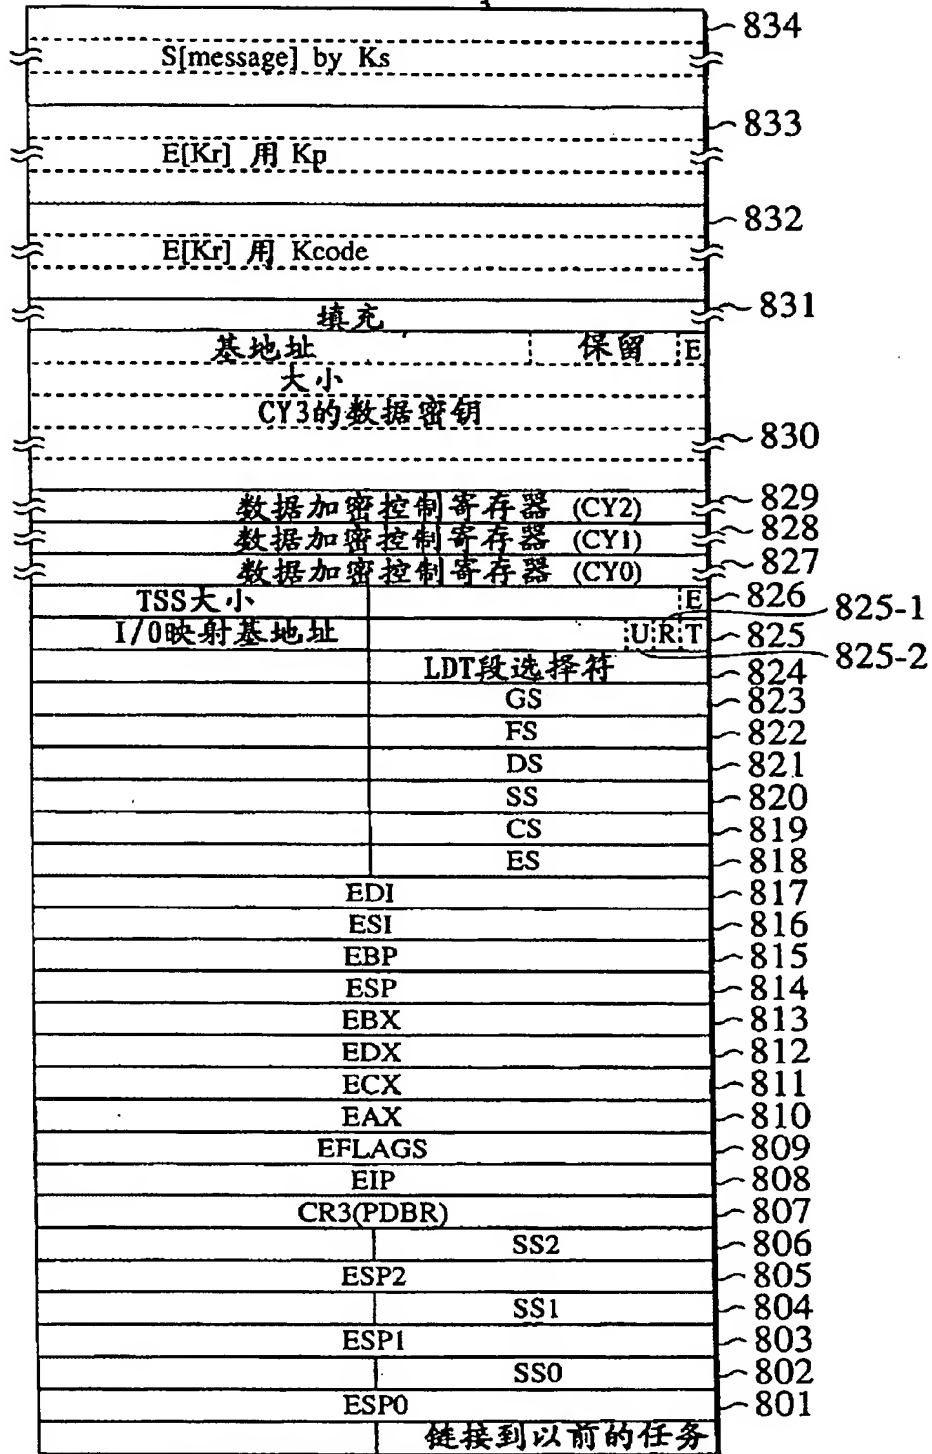 834
S[message] by Ks
833
E[Kr] 用 Kp
832
E[Kr] 用 Kcode
831
填充
基地址 保留 E
大小
CY3的数据密钥
830
数据加密控制寄存器 (CY2) 829
数据加密控制寄存器 (CY1) 828
数据加密控制寄存器 (CY0) 827
TSS大小 E 826
825-1
I/O映射基地址 U R T 825
825-2
LDT段选择符 824
GS 823
FS 822
DS 821
SS 820
CS 819
ES 818
EDI 817
ESI 816
EBP 815
ESP 814
EBX 813
EDX 812
ECX 811
EAX 810
EFLAGS 809
EIP 808
CR3(PDBR) 807
SS2 806
ESP2 805
SS1 804
ESP1 803
SS0 802
ESP0 801
链接到以前的任务